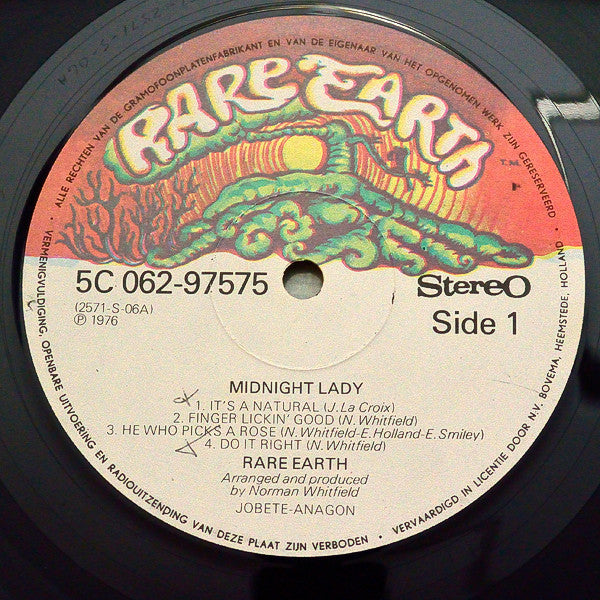 ALLE RECHTEN VAN DE GRAMOFOONPLATENFABRIKANT EN VAN DE EIGENAAR VAN HET OPGENOMEN WERK ZIJN GERESERVEERD
RARE EARTH
T.M.
5C 062-97575
Stereo
(2571-S-06A)
℗ 1976
Side 1
MIDNIGHT LADY
1. IT'S A NATURAL (J. La Croix)
2. FINGER LICKIN' GOOD (N. Whitfield)
3. HE WHO PICKS A ROSE (N. Whitfield-E. Holland-E. Smiley)
4. DO IT RIGHT (N. Whitfield)
RARE EARTH
Arranged and produced
by Norman Whitfield
JOBETE-ANAGON
VERMENIGVULDIGING, OPENBARE UITVOERING EN RADIOUITZENDING VAN DEZE PLAAT ZIJN VERBODEN • VERVAARDIGD IN LICENTIE DOOR N.V. BOVEMA, HEEMSTEDE, HOLLAND